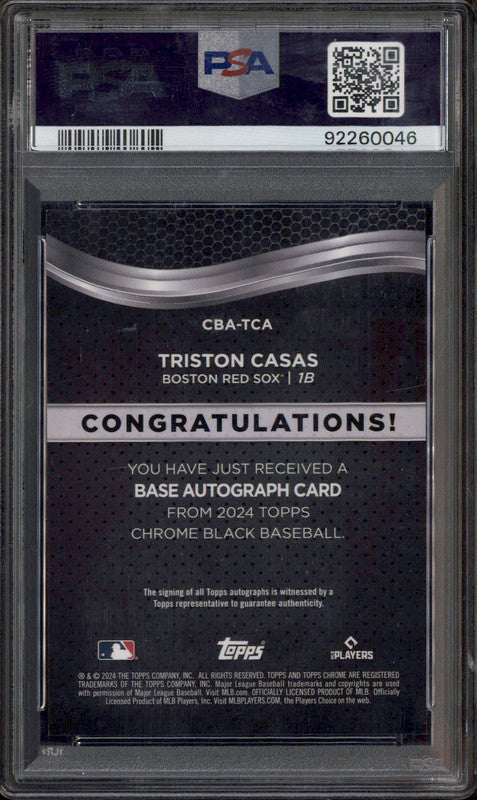 PSA
PSA
92260046
CBA-TCA
TRISTON CASAS
BOSTON RED SOX® | 1B
CONGRATULATIONS!
YOU HAVE JUST RECEIVED A
BASE AUTOGRAPH CARD
FROM 2024 TOPPS
CHROME BLACK BASEBALL.
The signing of all Topps autographs is witnessed by a
Topps representative to guarantee authenticity.
Topps
PLAYERS
® & © 2024 THE TOPPS COMPANY, INC. ALL RIGHTS RESERVED. TOPPS AND TOPPS CHROME ARE REGISTERED
TRADEMARKS OF THE TOPPS COMPANY, INC. Major League Baseball trademarks and copyrights are used
with permission of Major League Baseball. Visit MLB.com. OFFICIALLY LICENSED PRODUCT OF MLB. Officially
Licensed Product of MLB Players, Inc. Visit MLBPLAYERS.COM, the Players Choice on the web.